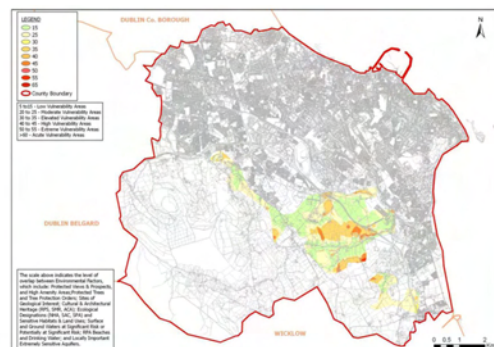 DUBLIN Co. BOROUGH
LEGEND
15
25
30
35
40
45
50
55
60
County Boundary
5 to15 - Low Vulnerability Areas
20 to 25 - Moderate Vulnerability Areas
30 to 35 - Elevated Vulnerability Areas
40 to 45 - High Vulnerability Areas
50 to 55 - Extreme Vulnerability Areas
>60 - Acute Vulnerability Areas
N
DUBLIN BELGARD
The scale above indicates the level of
overlap between Environmental Factors,
which include: Protected Views & Prospects,
and High Amenity Areas;Protected Trees
and Tree Protection Orders; Sites of
Geological Interest; Cultural & Architectural
Heritage (RPS, SMR, ACA); Ecological
Designations (NHA, SAC, SPA) and
Sensitive Habitats & Land Uses; Surface
and Ground Waters at Significant Risk or
Potentially at Significant Risk; RPA Beaches
and Drinking Water; and Locally Important
Extremely Sensitive Aquifers.
WICKLOW
0 0.5 1 2